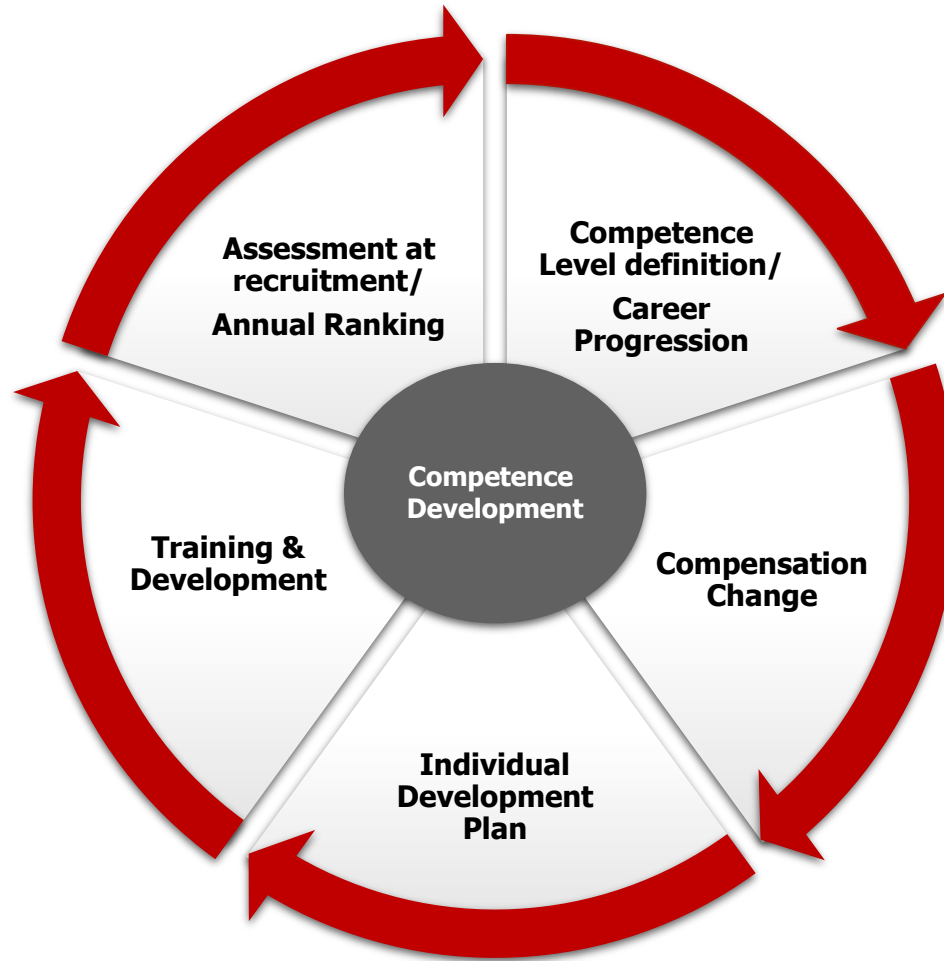 Assessment at
recruitment/
Annual Ranking
Competence
Level definition/
Career
Progression
Competence
Development
Training &
Development
Compensation
Change
Individual
Development
Plan